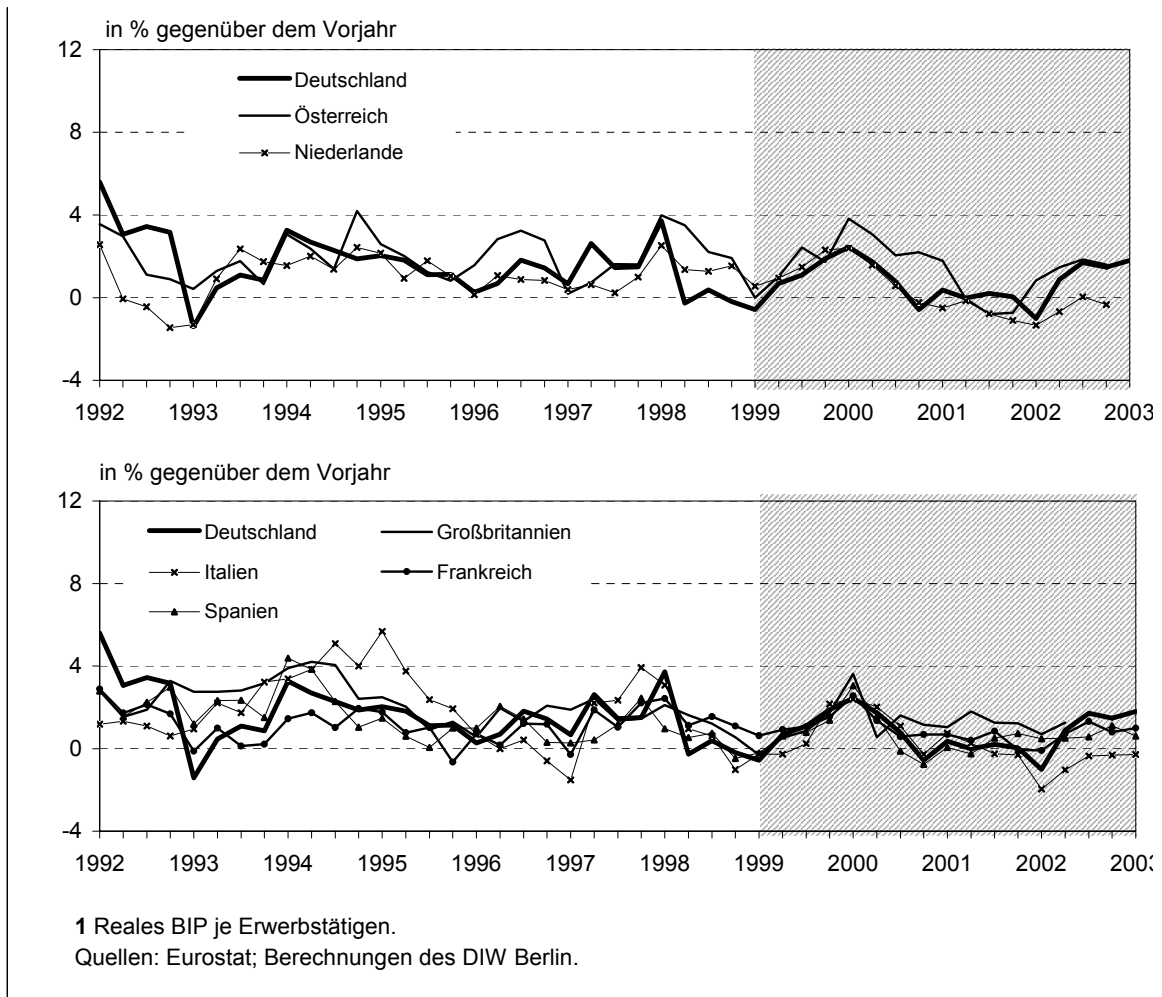 in % gegenüber dem Vorjahr
12
Deutschland
Österreich
8
Niederlande
4
0
-4
1992 1993 1994 1995 1996 1997 1998 1999 2000 2001 2002 2003
in % gegenüber dem Vorjahr
12
Deutschland Großbritannien
Italien Frankreich
8
Spanien
4
0
-4
1992 1993 1994 1995 1996 1997 1998 1999 2000 2001 2002 2003
1 Reales BIP je Erwerbstätigen.
Quellen: Eurostat; Berechnungen des DIW Berlin.